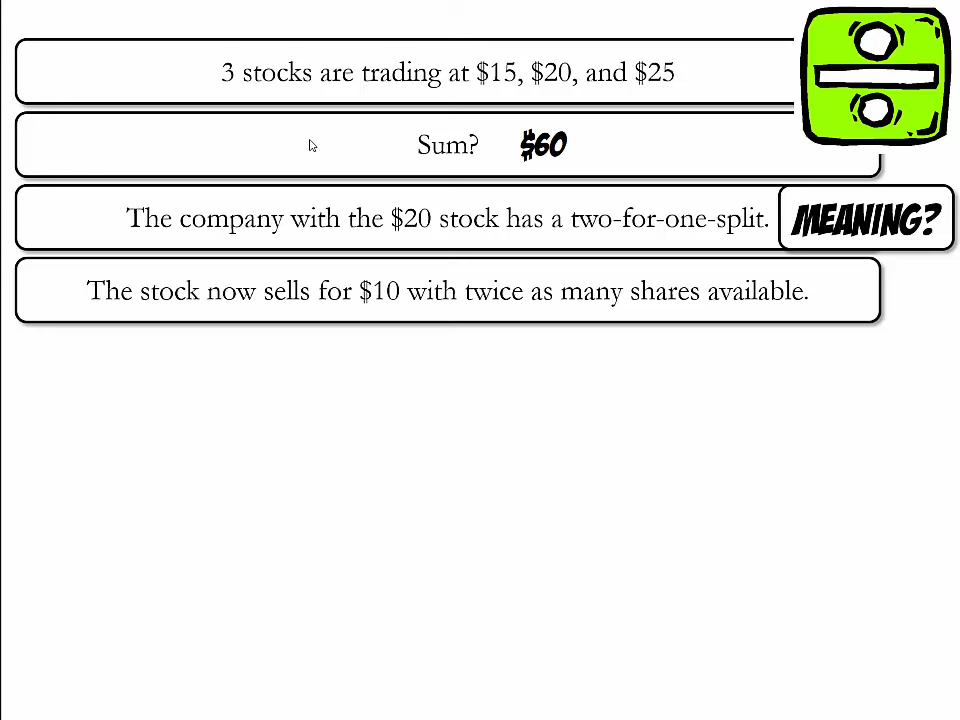 3 stocks are trading at $15, $20, and $25
Sum? $60
The company with the $20 stock has a two-for-one-split. MEANING?
The stock now sells for $10 with twice as many shares available.